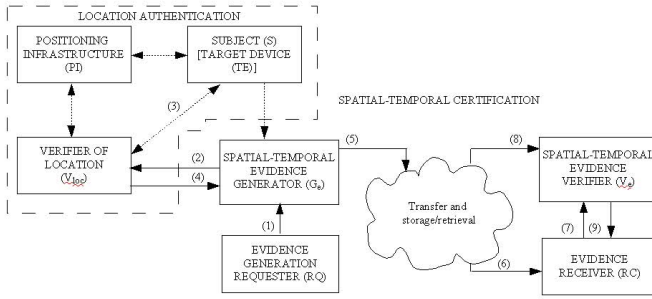 LOCATION AUTHENTICATION
POSITIONING
INFRASTRUCTURE
(PI)
SUBJECT (S)
[TARGET DEVICE
(TE)]
(3)
SPATIAL-TEMPORAL CERTIFICATION
VERIFIER OF
LOCATION
(Vloc)
(2)
(4)
SPATIAL-TEMPORAL
EVIDENCE
GENERATOR (Ge)
(5)
Transfer and
storage/retrieval
(8)
SPATIAL-TEMPORAL
EVIDENCE
VERIFIER (Ve)
(1)
(7)
(9)
EVIDENCE
GENERATION
REQUESTER (RQ)
(6)
EVIDENCE
RECEIVER (RC)